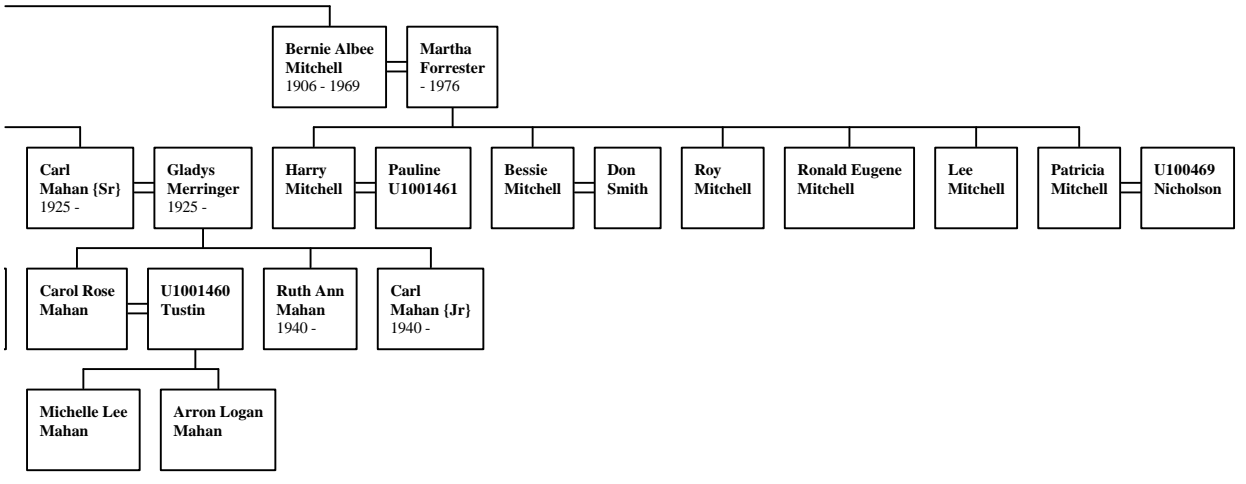 Bernie Albee
Mitchell
1906 - 1969
Martha
Forrester
- 1976
Carl
Mahan {Sr}
1925 -
Gladys
Merringer
1925 -
Harry
Mitchell
Pauline
U1001461
Bessie
Mitchell
Don
Smith
Roy
Mitchell
Ronald Eugene
Mitchell
Lee
Mitchell
Patricia
Mitchell
U100469
Nicholson
Carol Rose
Mahan
U1001460
Tustin
Ruth Ann
Mahan
1940 -
Carl
Mahan {Jr}
1940 -
Michelle Lee
Mahan
Arron Logan
Mahan